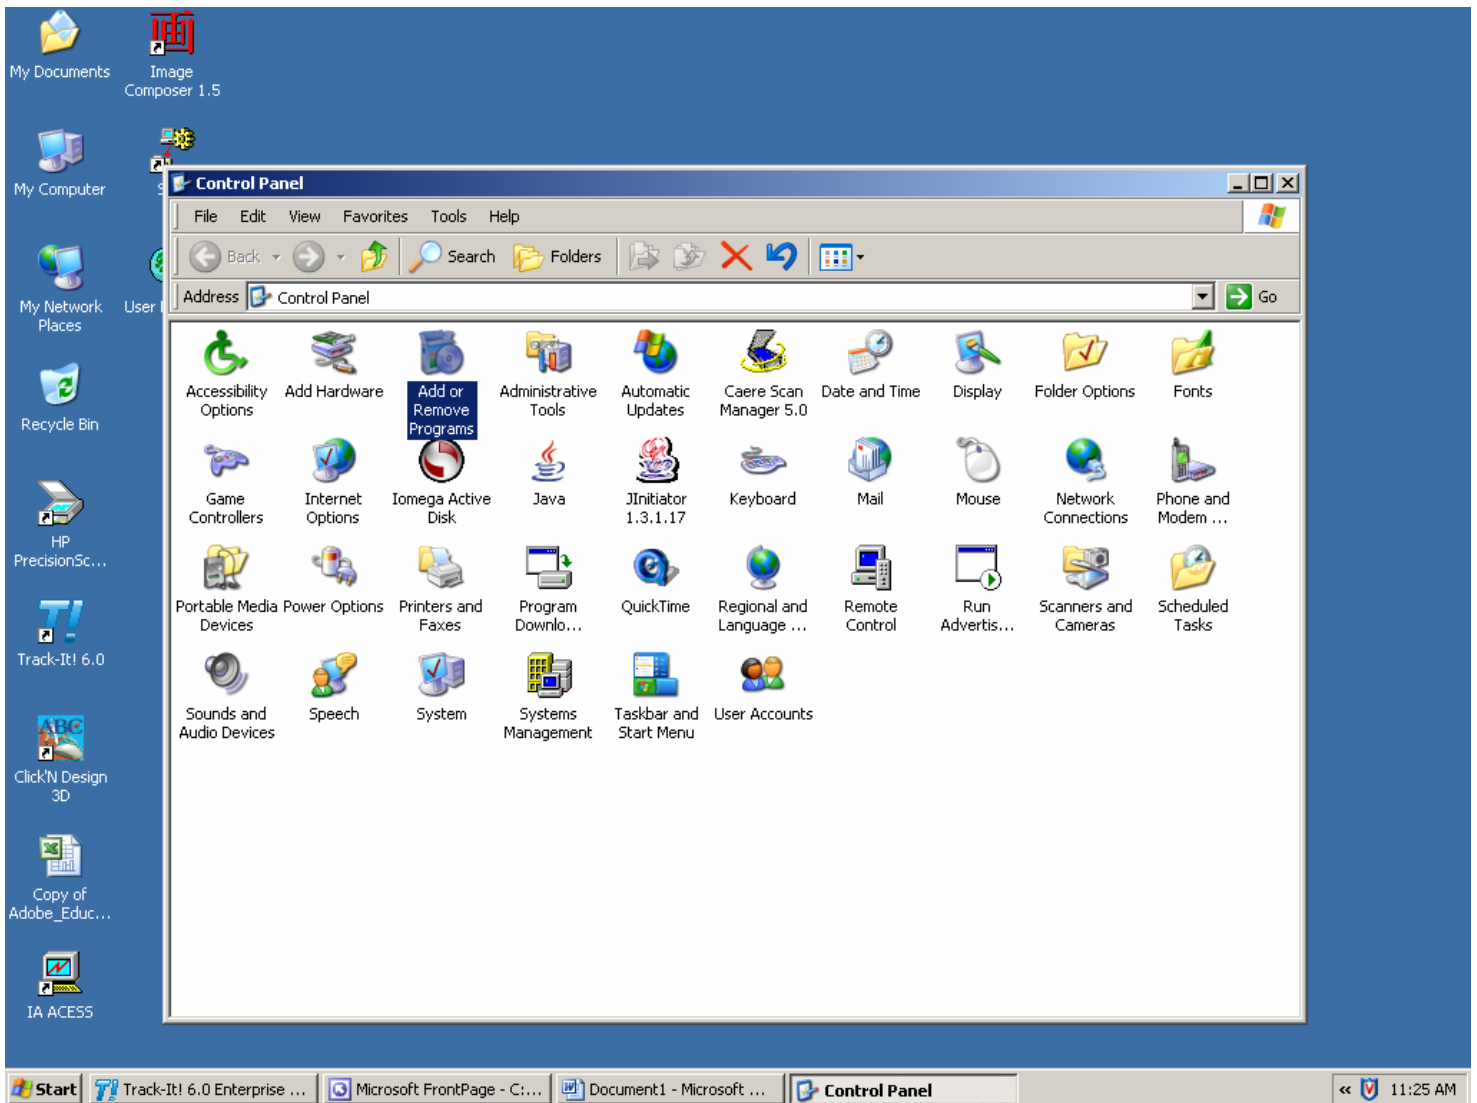 My Documents
Image
Composer 1.5
My Computer
S
My Network
Places
User
Recycle Bin
HP
PrecisionSc...
Track-It! 6.0
Click'N Design
3D
Copy of
Adobe_Educ...
IA ACESS
Control Panel
File Edit View Favorites Tools Help
Back Search Folders
Address Control Panel Go
Accessibility
Options
Add Hardware
Add or
Remove
Programs
Administrative
Tools
Automatic
Updates
Caere Scan
Manager 5.0
Date and Time
Display
Folder Options
Fonts
Game
Controllers
Internet
Options
Iomega Active
Disk
Java
JInitiator
1.3.1.17
Keyboard
Mail
Mouse
Network
Connections
Phone and
Modem ...
Portable Media
Devices
Power Options
Printers and
Faxes
Program
Downlo...
QuickTime
Regional and
Language ...
Remote
Control
Run
Advertis...
Scanners and
Cameras
Scheduled
Tasks
Sounds and
Audio Devices
Speech
System
Systems
Management
Taskbar and
Start Menu
User Accounts
Start Track-It! 6.0 Enterprise ... Microsoft FrontPage - C:... Document1 - Microsoft ... Control Panel « 11:25 AM